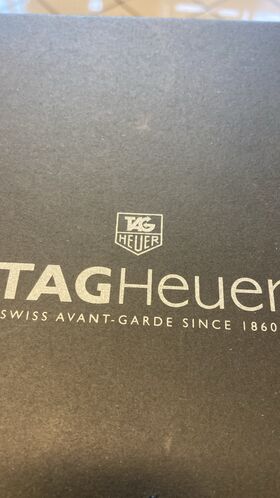 TAG
HEUER
TAGHeuer
SWISS AVANT-GARDE SINCE 1860